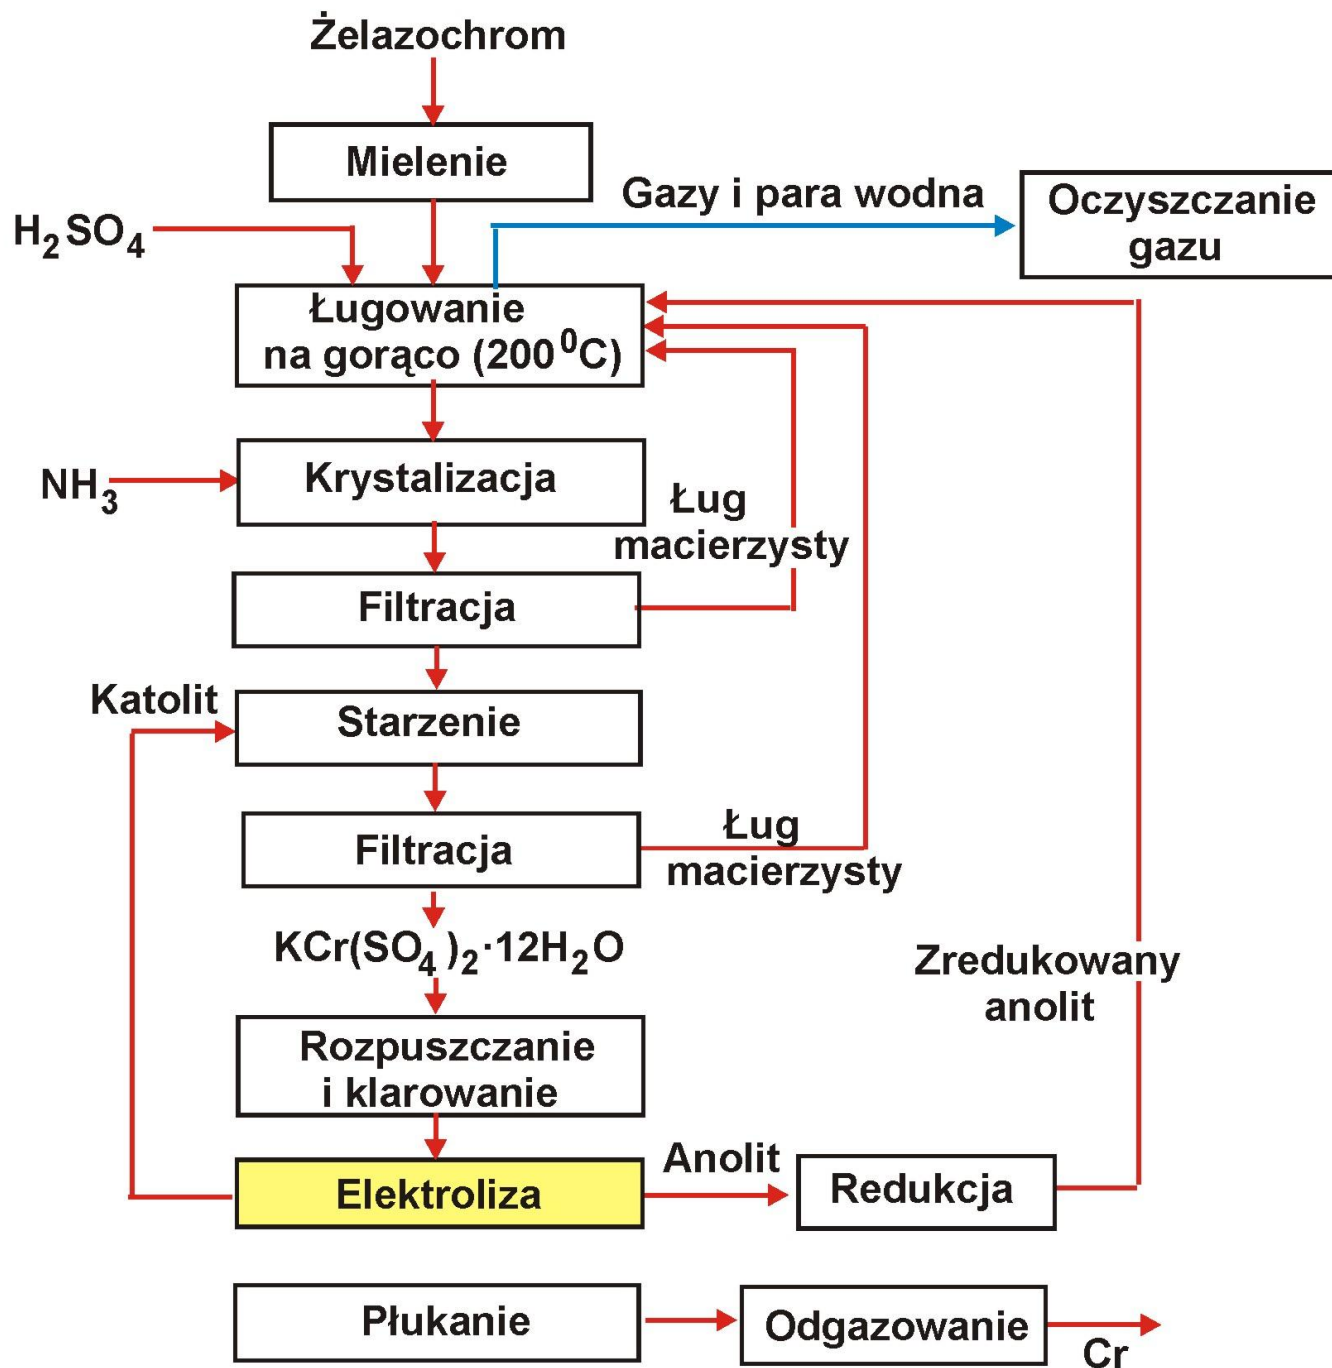 Żelazochrom
Mielenie
Gazy i para wodna
Oczyszczanie
gazu
H2SO4
Ługowanie
na gorąco (200 0C)
Krystalizacja
NH3
Ług
macierzysty
Filtracja
Katolit
Starzenie
Filtracja
Ług
macierzysty
KCr(SO4)2·12H2O
Zredukowany
anolit
Rozpuszczanie
i klarowanie
Anolit
Elektroliza
Redukcja
Płukanie
Odgazowanie
Cr